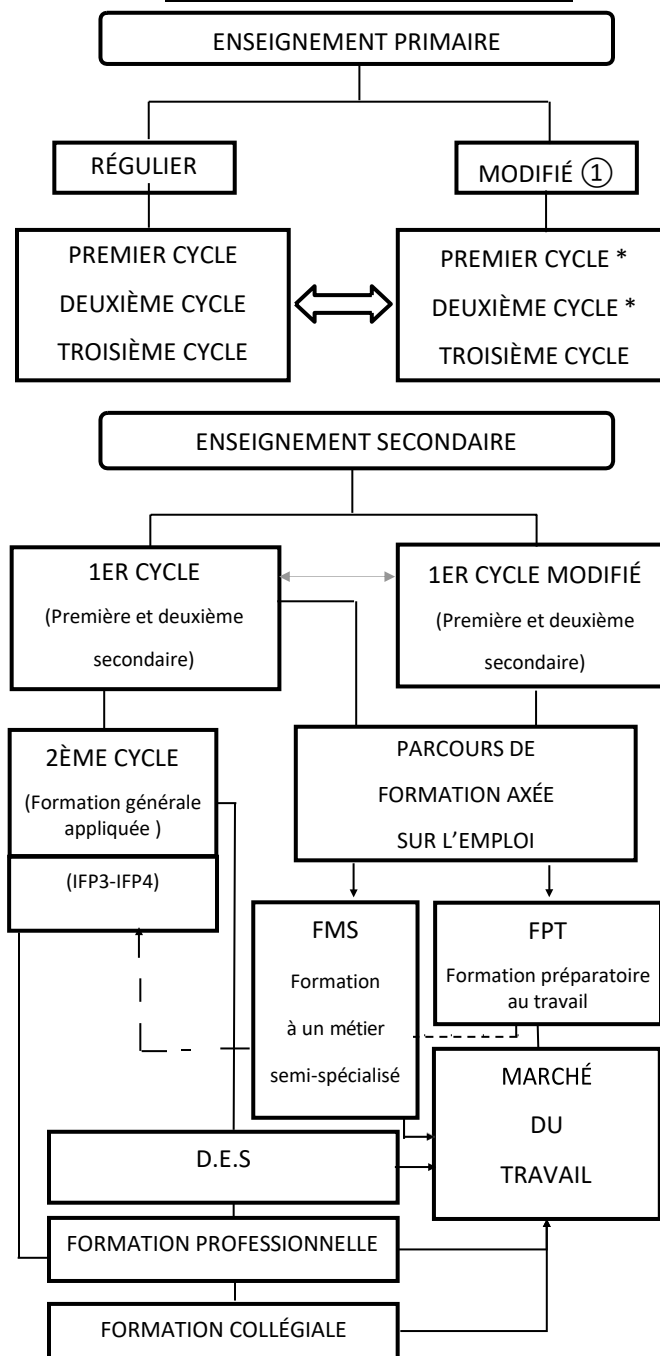 ENSEIGNEMENT PRIMAIRE
RÉGULIER
MODIFIÉ ①
PREMIER CYCLE
DEUXIÈME CYCLE
TROISIÈME CYCLE
PREMIER CYCLE *
DEUXIÈME CYCLE *
TROISIÈME CYCLE
ENSEIGNEMENT SECONDAIRE
1ER CYCLE
(Première et deuxième
secondaire)
1ER CYCLE MODIFIÉ
(Première et deuxième
secondaire)
2ÈME CYCLE
(Formation générale
appliquée )
(IFP3-IFP4)
PARCOURS DE
FORMATION AXÉE
SUR L’EMPLOI
FMS
Formation
à un métier
semi-spécialisé
FPT
Formation préparatoire
au travail
MARCHÉ
DU
TRAVAIL
D.E.S
FORMATION PROFESSIONNELLE
FORMATION COLLÉGIALE